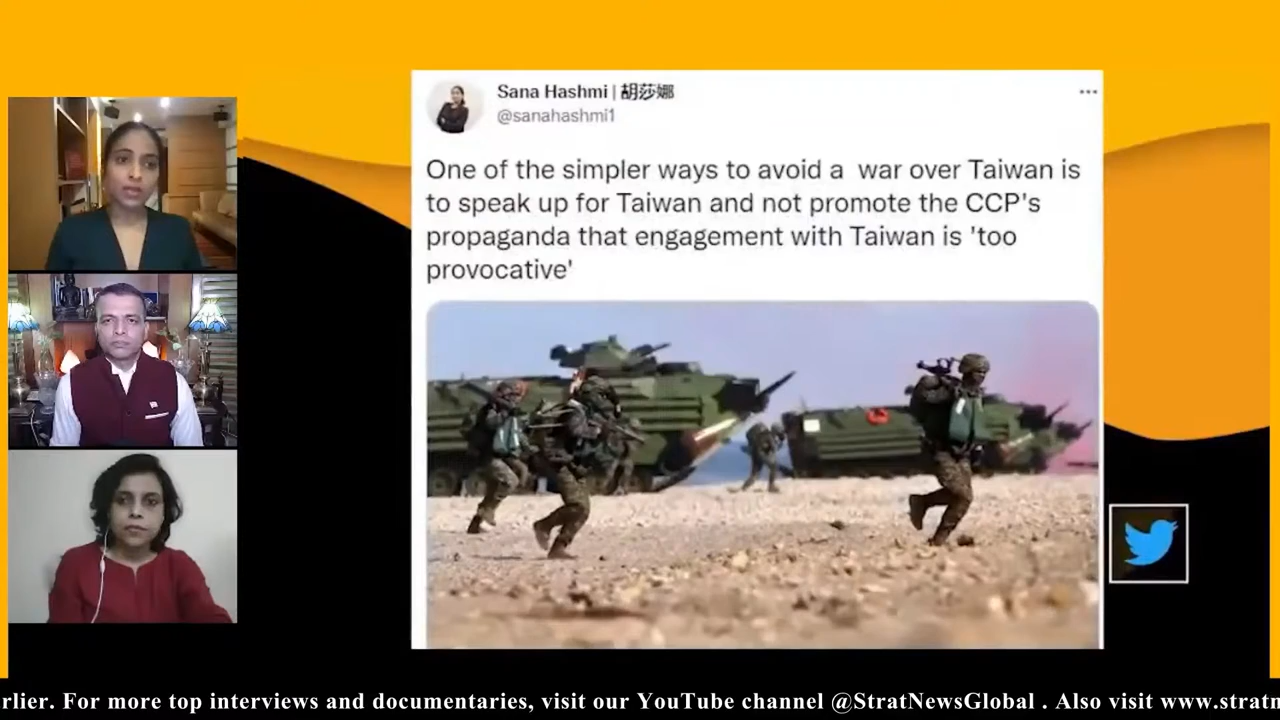 Sana Hashmi | 胡莎娜
@sanahashmi1
One of the simpler ways to avoid a war over Taiwan is
to speak up for Taiwan and not promote the CCP's
propaganda that engagement with Taiwan is 'too
provocative'
rlier. For more top interviews and documentaries, visit our YouTube channel @StratNewsGlobal . Also visit www.stratn